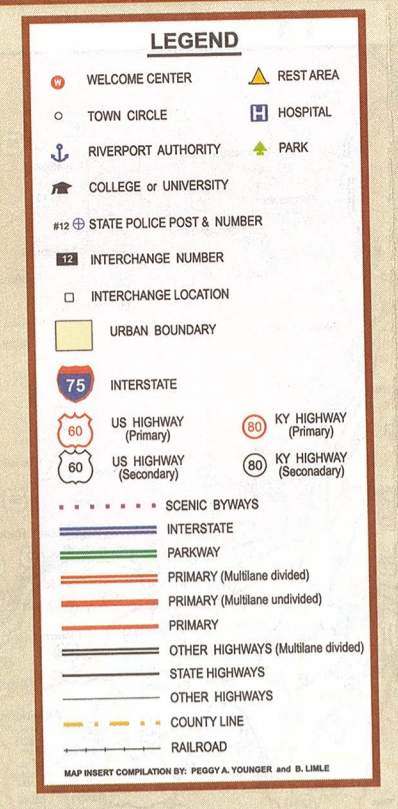 LEGEND
W WELCOME CENTER
REST AREA
TOWN CIRCLE
H HOSPITAL
RIVERPORT AUTHORITY
PARK
COLLEGE or UNIVERSITY
#12 STATE POLICE POST & NUMBER
12 INTERCHANGE NUMBER
INTERCHANGE LOCATION
URBAN BOUNDARY
75 INTERSTATE
60 US HIGHWAY
(Primary)
80 KY HIGHWAY
(Primary)
60 US HIGHWAY
(Secondary)
80 KY HIGHWAY
(Seconadary)
SCENIC BYWAYS
INTERSTATE
PARKWAY
PRIMARY (Multilane divided)
PRIMARY (Multilane undivided)
PRIMARY
OTHER HIGHWAYS (Multilane divided)
STATE HIGHWAYS
OTHER HIGHWAYS
COUNTY LINE
RAILROAD
MAP INSERT COMPILATION BY: PEGGY A. YOUNGER and B. LIMLE